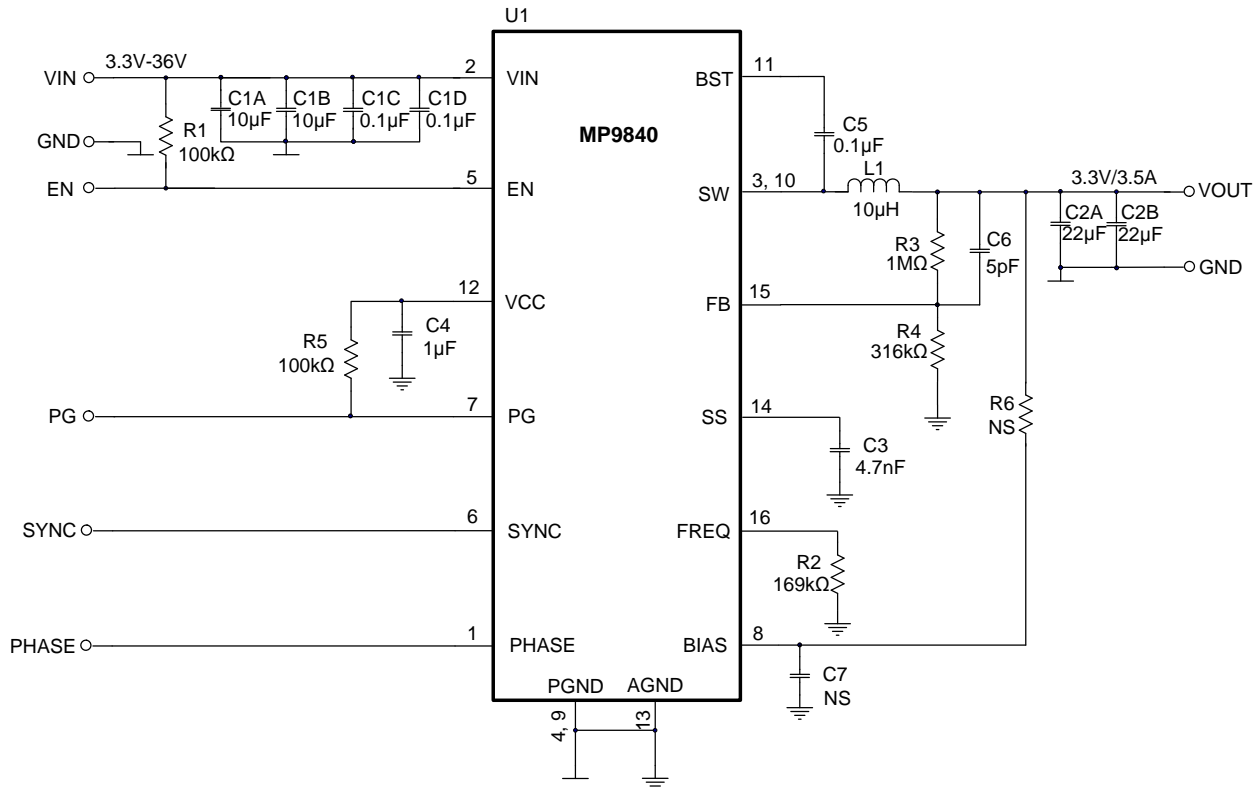 U1
MP9840
VIN
3.3V-36V
2
VIN
C1A
10µF
C1B
10µF
C1C
0.1µF
C1D
0.1µF
GND
R1
100kΩ
EN
5
EN
12
VCC
R5
100kΩ
C4
1µF
PG
7
PG
SYNC
6
SYNC
PHASE
1
PHASE
BST
11
C5
0.1µF
SW
3, 10
L1
10µH
3.3V/3.5A
VOUT
C2A
22µF
C2B
22µF
GND
R3
1MΩ
C6
5pF
FB
15
R4
316kΩ
R6
NS
SS
14
C3
4.7nF
FREQ
16
R2
169kΩ
BIAS
8
C7
NS
PGND
AGND
4, 9
13